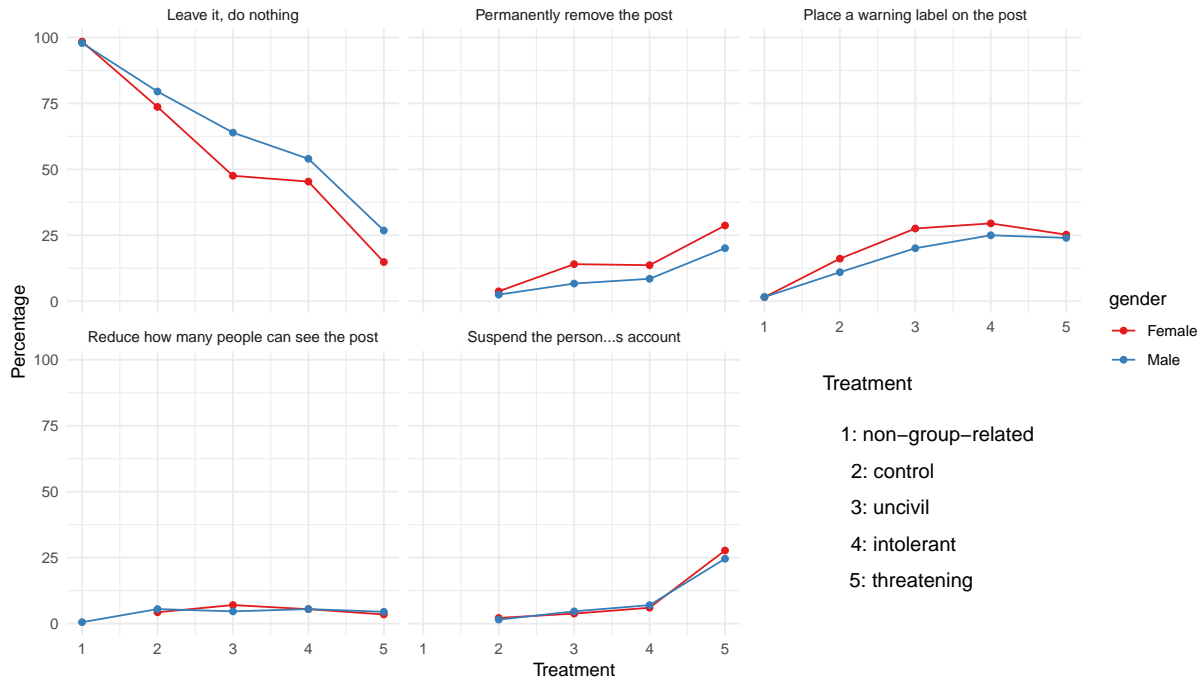 Leave it, do nothing
Permanently remove the post
Place a warning label on the post
100
75
50
25
0
1 2 3 4 5
Percentage
Reduce how many people can see the post
Suspend the person...s account
100
75
50
25
0
1 2 3 4 5
1 2 3 4 5
Treatment
gender
Female
Male
Treatment
1: non−group−related
2: control
3: uncivil
4: intolerant
5: threatening